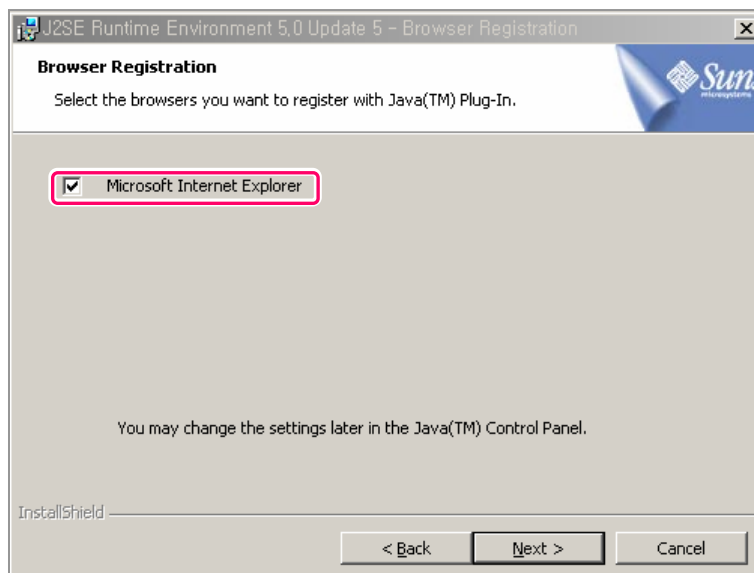 J2SE Runtime Environment 5,0 Update 5 - Browser Registration
Browser Registration
Select the browsers you want to register with Java(TM) Plug-In.
Sun
microsystems
Microsoft Internet Explorer
You may change the settings later in the Java(TM) Control Panel.
InstallShield
< Back
Next >
Cancel